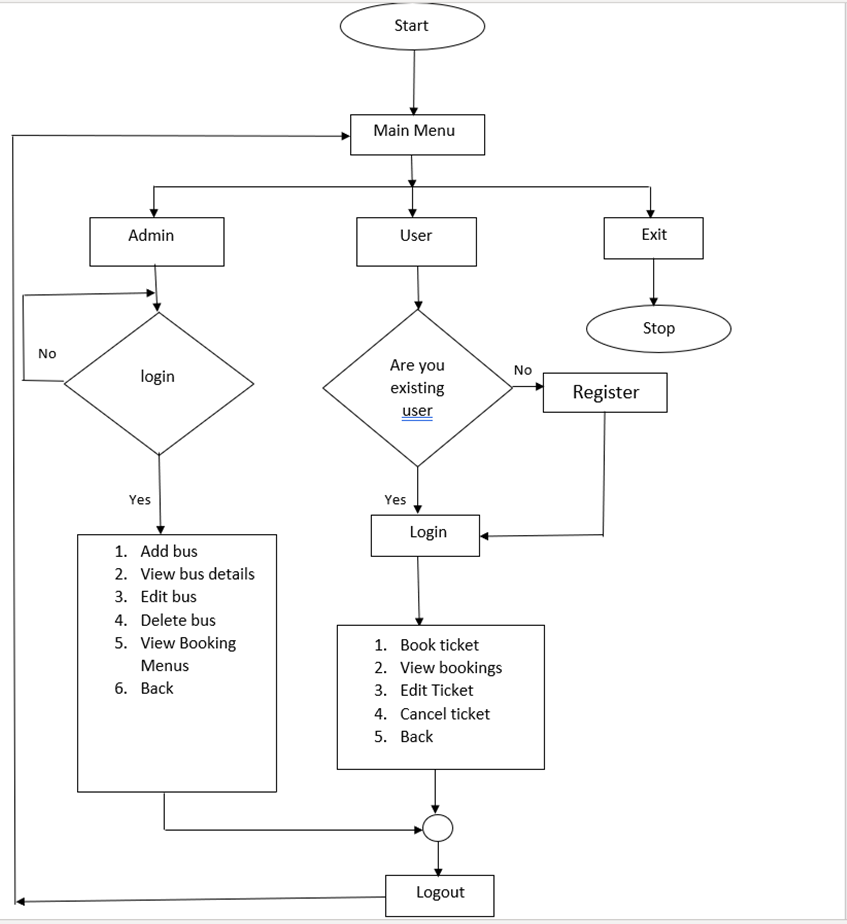 Start
Main Menu
Admin
User
Exit
Stop
No
login
Are you
existing
user
No
Register
Yes
Yes
Login
1. Add bus
2. View bus details
3. Edit bus
4. Delete bus
5. View Booking
Menus
6. Back
1. Book ticket
2. View bookings
3. Edit Ticket
4. Cancel ticket
5. Back
Logout